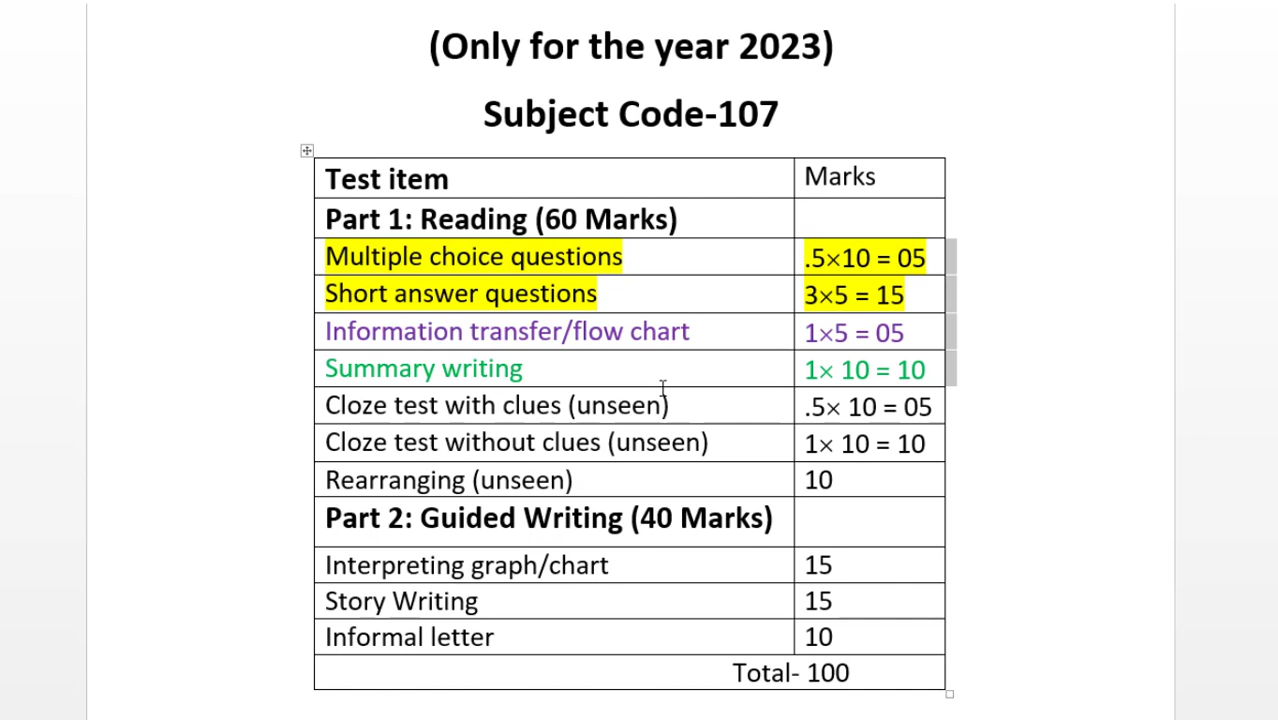 (Only for the year 2023)
Subject Code-107
Test item Marks
Part 1: Reading (60 Marks)
Multiple choice questions .5×10 = 05
Short answer questions 3×5 = 15
Information transfer/flow chart 1×5 = 05
Summary writing 1× 10 = 10
Cloze test with clues (unseen) .5× 10 = 05
Cloze test without clues (unseen) 1× 10 = 10
Rearranging (unseen) 10
Part 2: Guided Writing (40 Marks)
Interpreting graph/chart 15
Story Writing 15
Informal letter 10
Total- 100